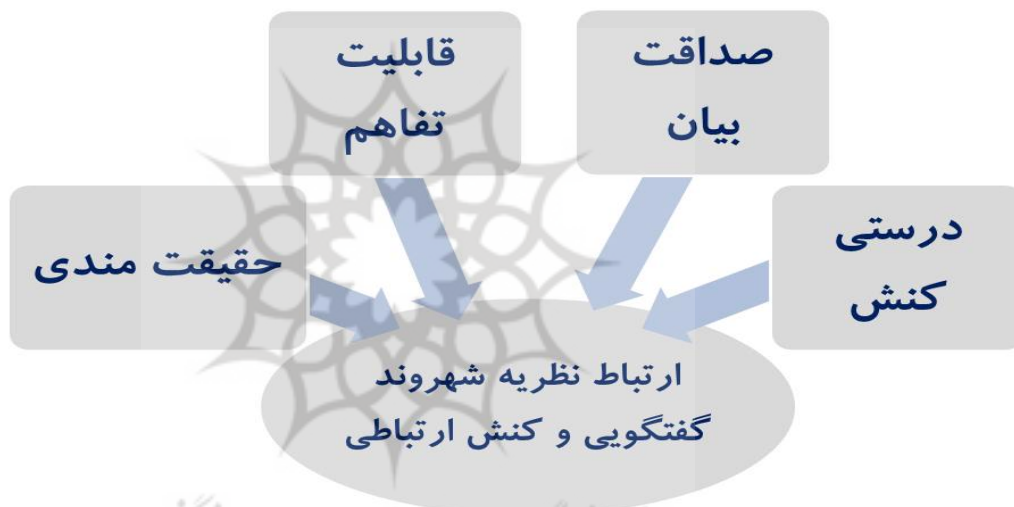 صداقت
بیان
قابلیت
تفاهم
درستی
کنش
حقیقت مندی
ارتباط نظریه شهروند
گفتگویی و کنش ارتباطی